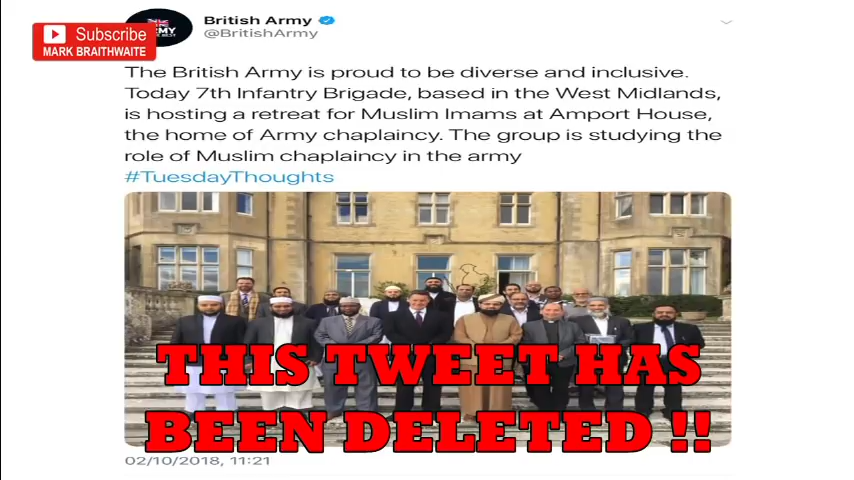 British Army
@BritishArmy
ARMY
Subscribe
MARK BRAITHWAITE
The British Army is proud to be diverse and inclusive.
Today 7th Infantry Brigade, based in the West Midlands,
is hosting a retreat for Muslim Imams at Amport House,
the home of Army chaplaincy. The group is studying the
role of Muslim chaplaincy in the army
#TuesdayThoughts
THIS TWEET HAS
BEEN DELETED !!
02/10/2018, 11:21